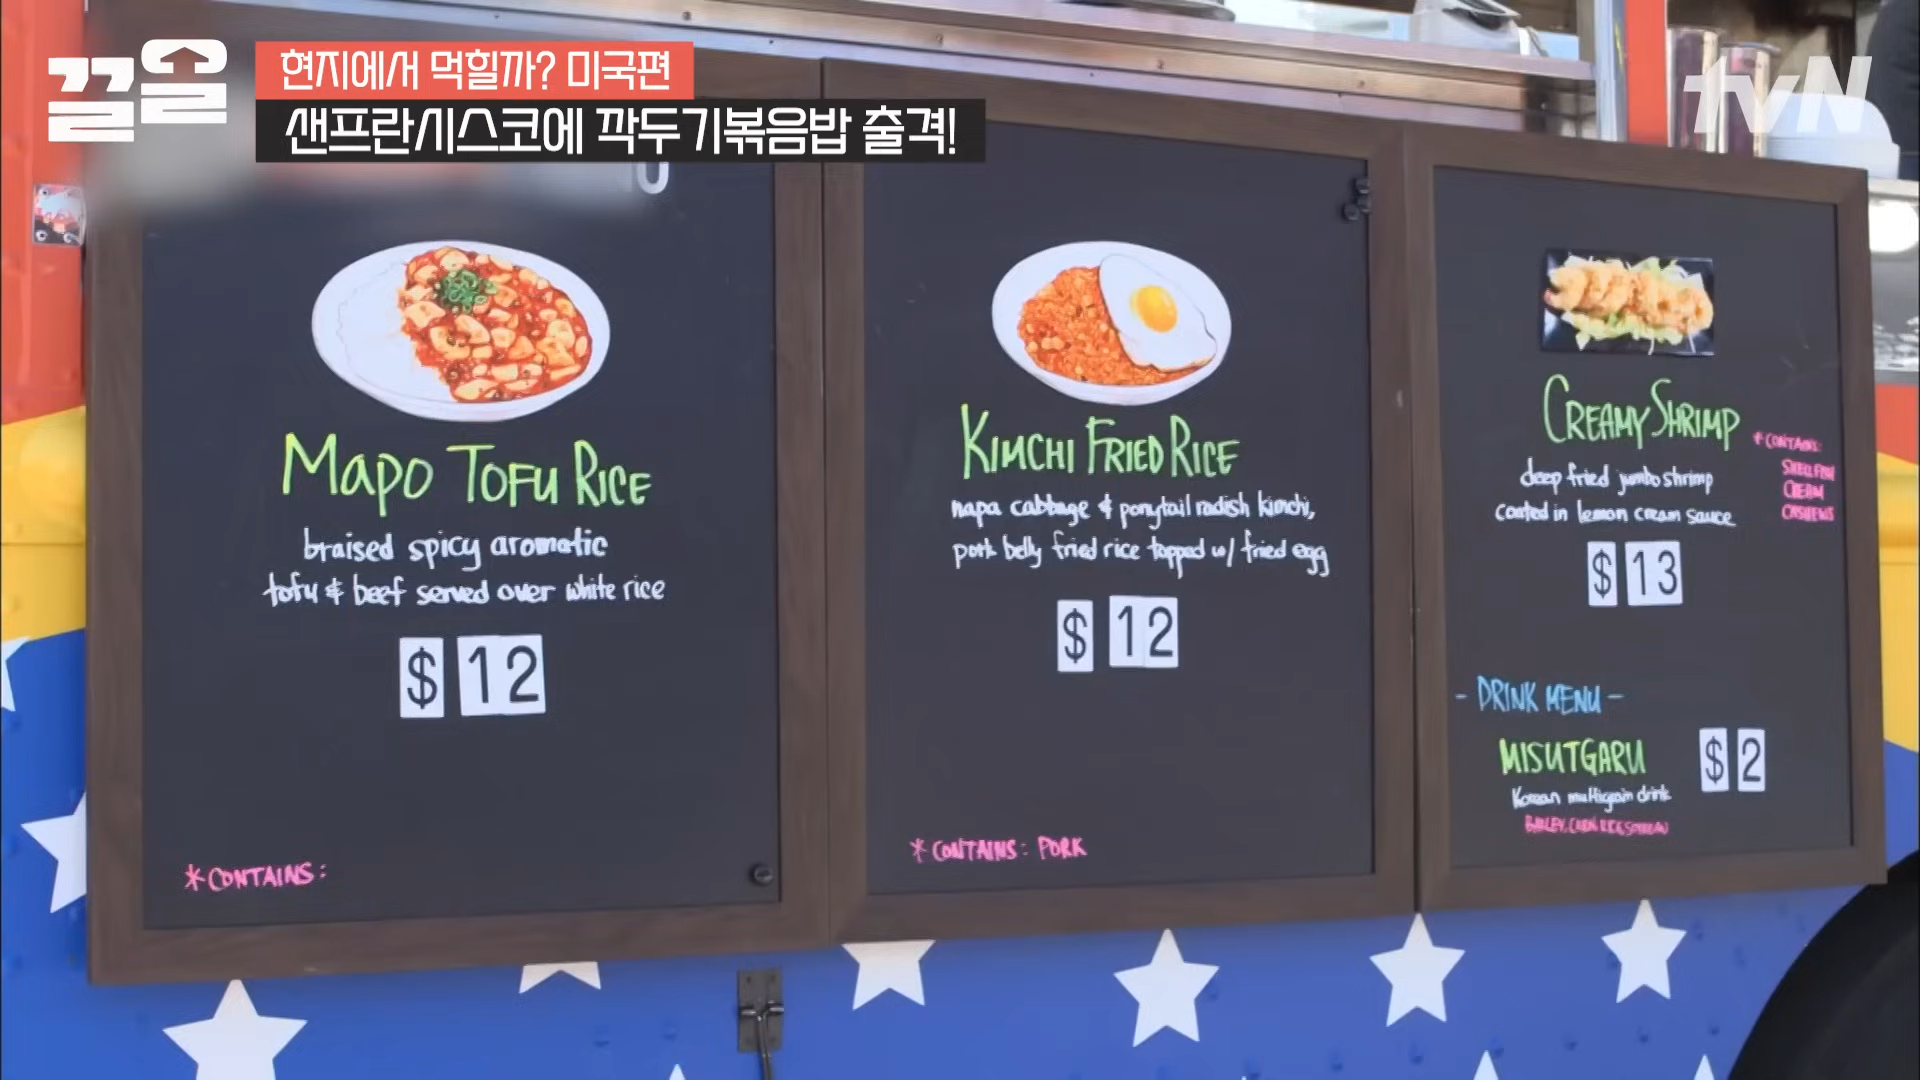 끌올
현지에서 먹힐까? 미국편
샌프란시스코에 깍두기볶음밥 출격!
tvN
MAPO TOFU RICE
braised spicy aromatic
tofu & beef served over white rice
$ 12
*CONTAINS:
KIMCHI FRIED RICE
napa cabbage & ponytail radish kimchi,
pork belly fried rice topped w/ fried egg
$ 12
*CONTAINS: PORK
CREAMY SHRIMP
deep fried jumbo shrimp
coated in lemon cream sauce
$ 13
*CONTAINS:
SHELLFISH
CREAM
CASHEWS
- DRINK MENU -
MISUTGARU
$ 2
Korean multigrain drink
BARLEY,